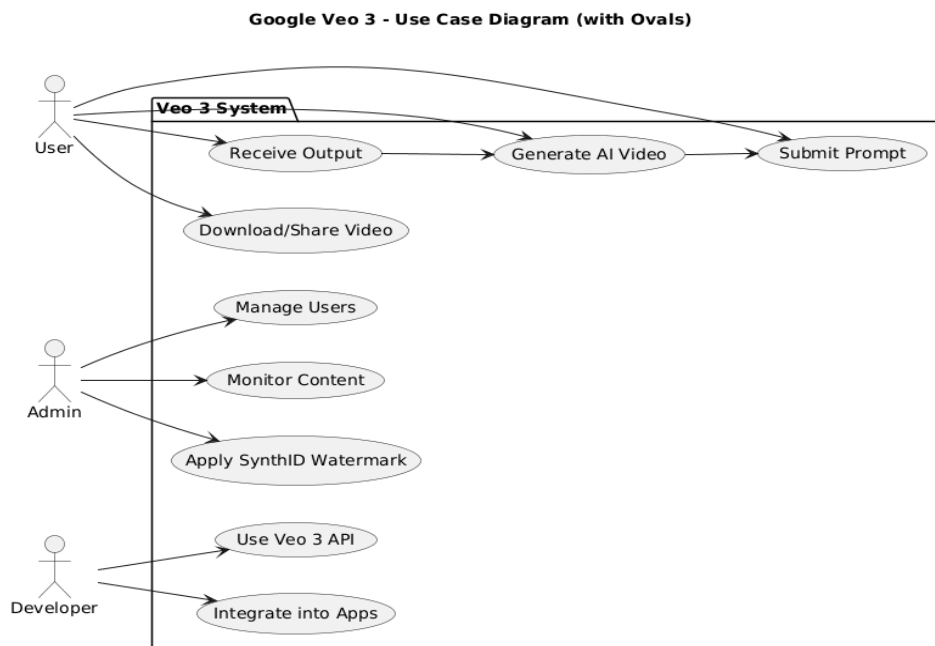 Google Veo 3 - Use Case Diagram (with Ovals)
Veo 3 System
User
Receive Output
Generate AI Video
Submit Prompt
Download/Share Video
Manage Users
Monitor Content
Admin
Apply SynthID Watermark
Use Veo 3 API
Developer
Integrate into Apps